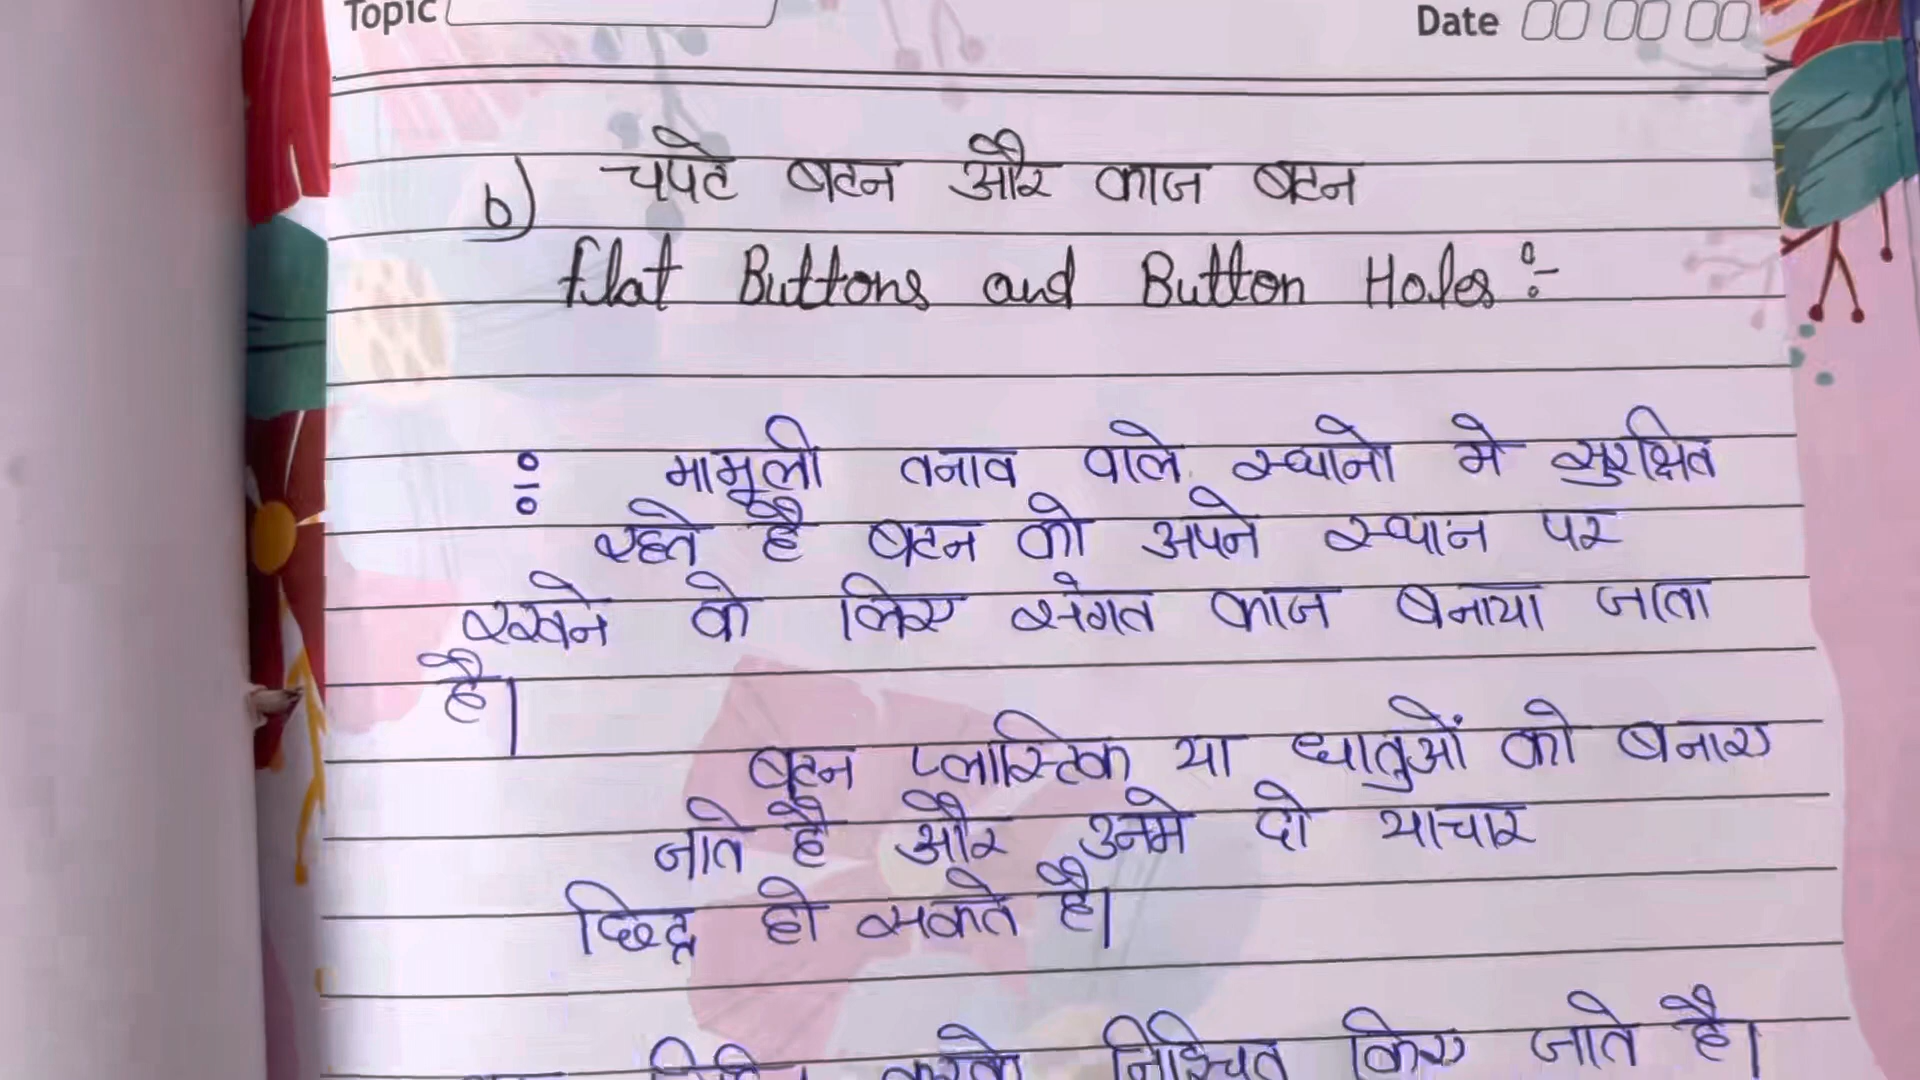 Topic
Date
b) चपटे बटन और काज बटन
flat Buttons and Button Holes :-
मामूली तनाव वाले स्थानो मे सुरक्षित
रहते है बटन को अपने स्थान पर
रखने के लिए संगत काज बनाया जाता
है।
बटन प्लास्टिक या धातुओं को बनाए
जाते है और उनमे दो याचार
छिद्र हो सकते है।
करके निश्चित किए जाते है।